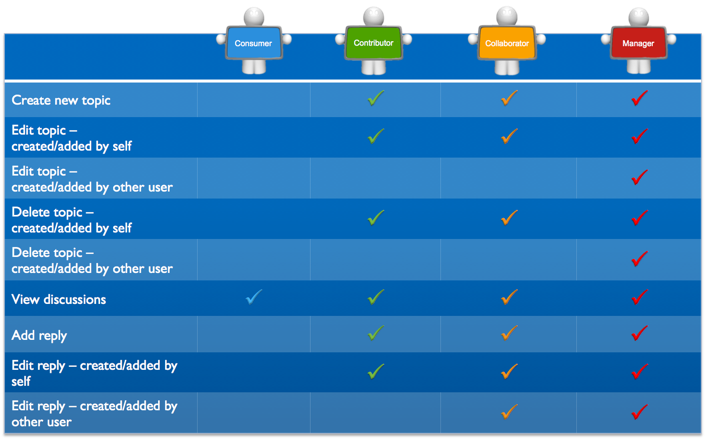 Consumer
Contributor
Collaborator
Manager
Create new topic
Edit topic –
created/added by self
Edit topic –
created/added by other user
Delete topic –
created/added by self
Delete topic –
created/added by other user
View discussions
Add reply
Edit reply – created/added by
self
Edit reply – created/added by
other user